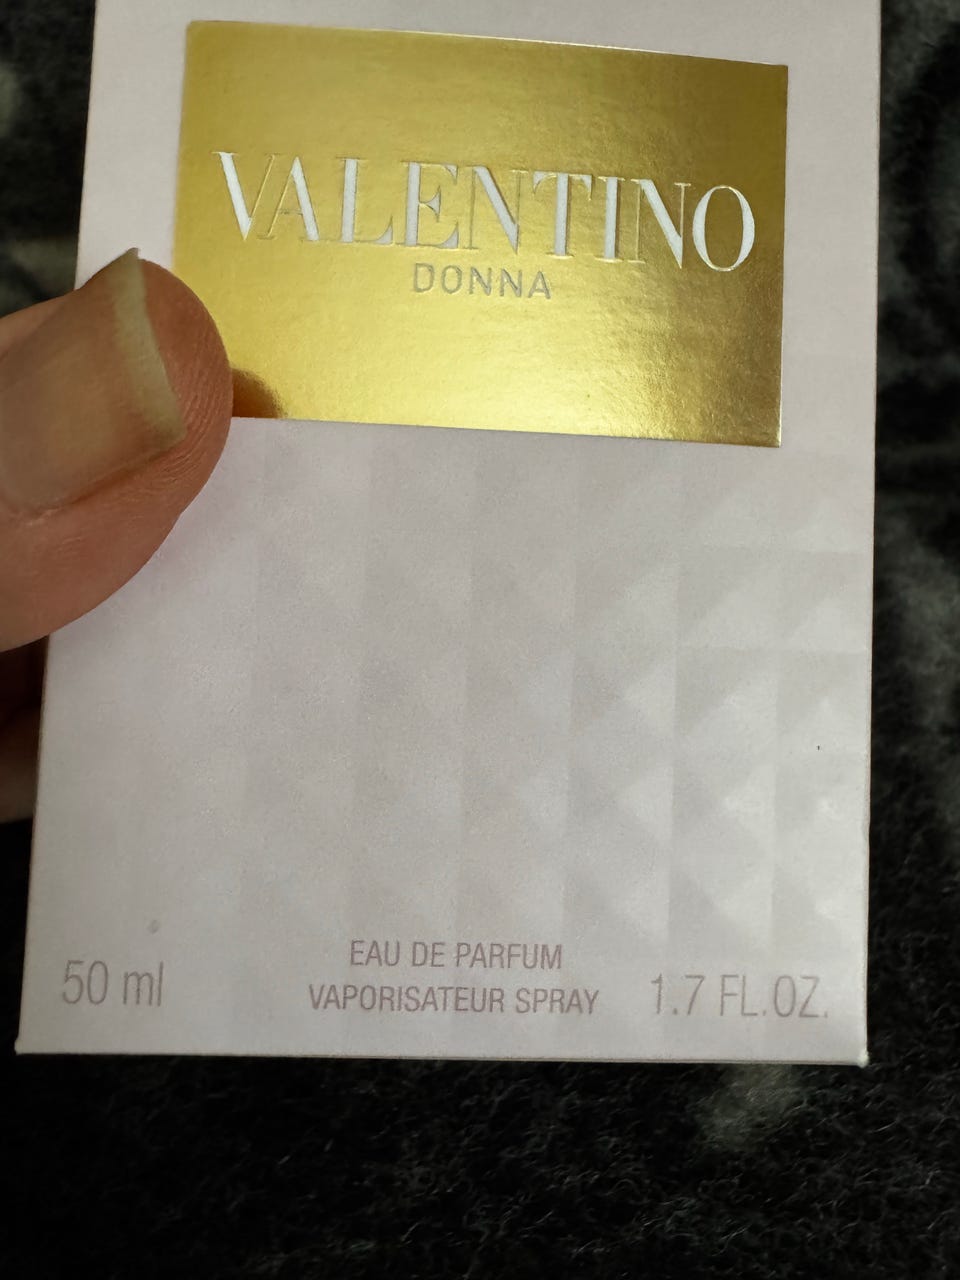 VALENTINO
DONNA
EAU DE PARFUM
50 ml VAPORISATEUR SPRAY 1.7 FL.OZ.